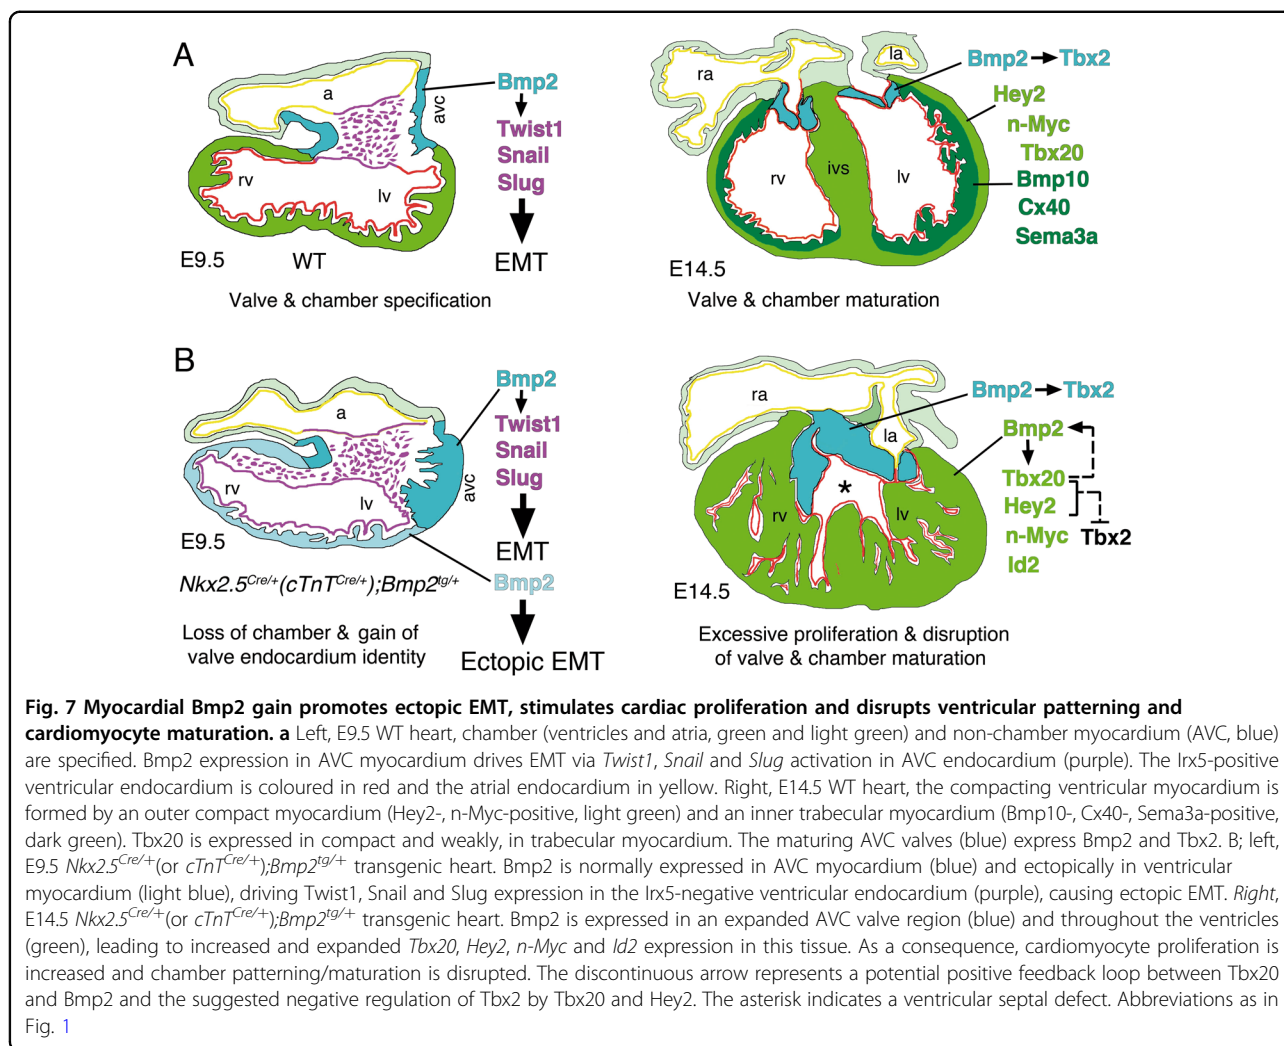 A
a
Bmp2
avc
Twist1
Snail
Slug
rv
lv
E9.5
WT
EMT
Valve & chamber specification
ra
la
Bmp2 Tbx2
Hey2
n-Myc
Tbx20
Bmp10
Cx40
Sema3a
rv
ivs
lv
E14.5
Valve & chamber maturation
B
a
Bmp2
Twist1
Snail
Slug
avc
rv
lv
E9.5
EMT
Nkx2.5Cre/+(cTnTCre/+);Bmp2tg/+
Bmp2
Loss of chamber & gain of
valve endocardium identity
Ectopic EMT
ra
la
Bmp2 Tbx2
Bmp2
Tbx20
Hey2
n-Myc
Tbx2
Id2
*
rv
lv
E14.5
Excessive proliferation & disruption
of valve & chamber maturation
Fig. 7 Myocardial Bmp2 gain promotes ectopic EMT, stimulates cardiac proliferation and disrupts ventricular patterning and
cardiomyocyte maturation. a Left, E9.5 WT heart, chamber (ventricles and atria, green and light green) and non-chamber myocardium (AVC, blue)
are specified. Bmp2 expression in AVC myocardium drives EMT via Twist1, Snail and Slug activation in AVC endocardium (purple). The Irx5-positive
ventricular endocardium is coloured in red and the atrial endocardium in yellow. Right, E14.5 WT heart, the compacting ventricular myocardium is
formed by an outer compact myocardium (Hey2-, n-Myc-positive, light green) and an inner trabecular myocardium (Bmp10-, Cx40-, Sema3a-positive,
dark green). Tbx20 is expressed in compact and weakly, in trabecular myocardium. The maturing AVC valves (blue) express Bmp2 and Tbx2. B; left,
E9.5 Nkx2.5Cre/+(or cTnTCre/+);Bmp2tg/+ transgenic heart. Bmp2 is normally expressed in AVC myocardium (blue) and ectopically in ventricular
myocardium (light blue), driving Twist1, Snail and Slug expression in the Irx5-negative ventricular endocardium (purple), causing ectopic EMT. Right,
E14.5 Nkx2.5Cre/+(or cTnTCre/+);Bmp2tg/+ transgenic heart. Bmp2 is expressed in an expanded AVC valve region (blue) and throughout the ventricles
(green), leading to increased and expanded Tbx20, Hey2, n-Myc and Id2 expression in this tissue. As a consequence, cardiomyocyte proliferation is
increased and chamber patterning/maturation is disrupted. The discontinuous arrow represents a potential positive feedback loop between Tbx20
and Bmp2 and the suggested negative regulation of Tbx2 by Tbx20 and Hey2. The asterisk indicates a ventricular septal defect. Abbreviations as in
Fig. 1